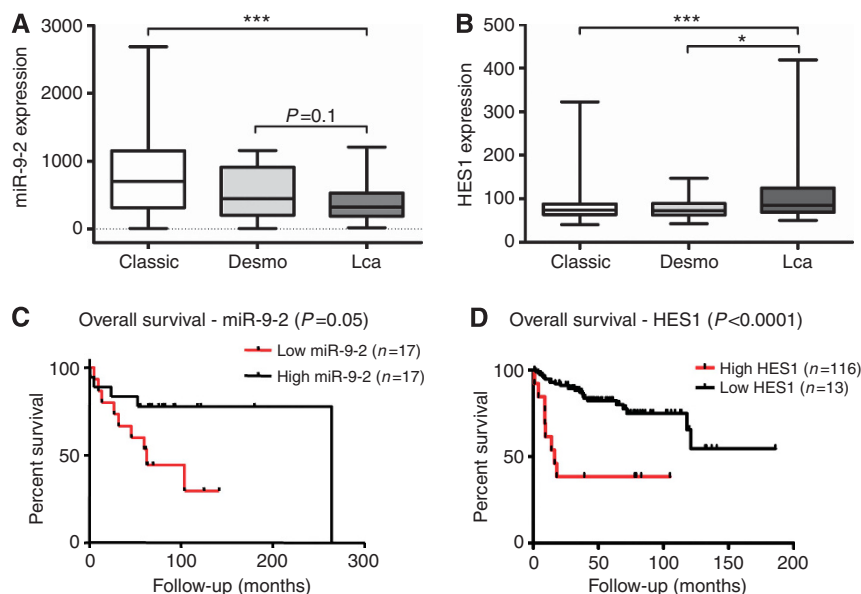 A
3000
2000
1000
0
miR-9-2 expression
***
P=0.1
Classic Desmo Lca
B
500
400
300
200
100
0
HES1 expression
***
*
Classic Desmo Lca
C Overall survival - miR-9-2 (P=0.05)
Low miR-9-2 (n=17)
High miR-9-2 (n=17)
100
50
0
Percent survival
0 100 200 300
Follow-up (months)
D Overall survival - HES1 (P<0.0001)
High HES1 (n=116)
Low HES1 (n=13)
100
50
0
Percent survival
0 50 100 150 200
Follow-up (months)